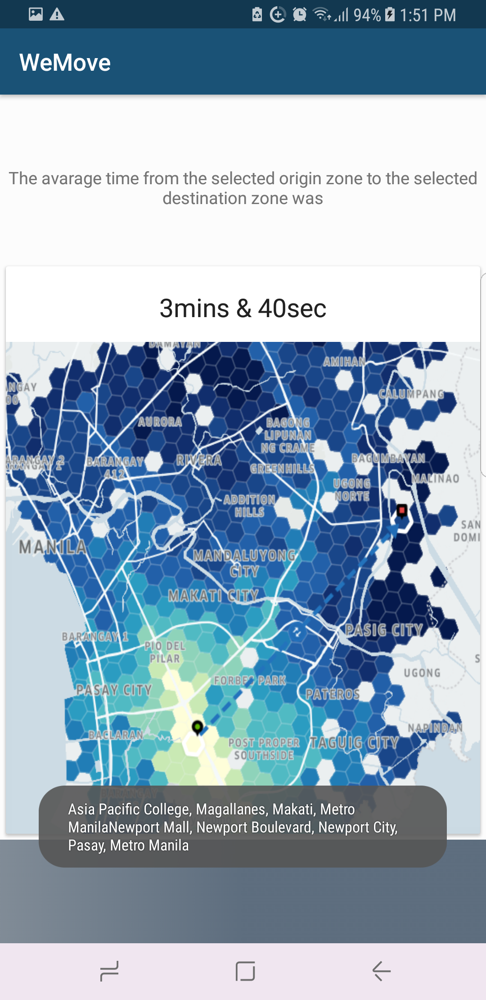 94% 1:51 PM
WeMove
The avarage time from the selected origin zone to the selected
destination zone was
3mins & 40sec
DAMAYAN
AMIHAN
NGAY
00
CALUMPANG
AURORA
BAGONG
LIPUNAN
NG CRAME
ARANGAY 2
ARANGAY 1
BARANGAY
412
RIVERA
GREENHILLS
BAGUMBAYAN
MALINAO
UGONG
NORTE
ADDITION
HILLS
SAN
DOMI
MANILA
MANDALUYONG
CITY
MAKATI CITY
PASIG CITY
BARANGAY 1
PIO DEL
PILAR
S
UGONG
FORBES PARK
PASAY CITY
PATEROS
NAPINDAN
BACLARAN
POST PROPER
SOUTHSIDE
TAGUIG CITY
BARANGAY
Asia Pacific College, Magallanes, Makati, Metro
ManilaNewport Mall, Newport Boulevard, Newport City,
Pasay, Metro Manila